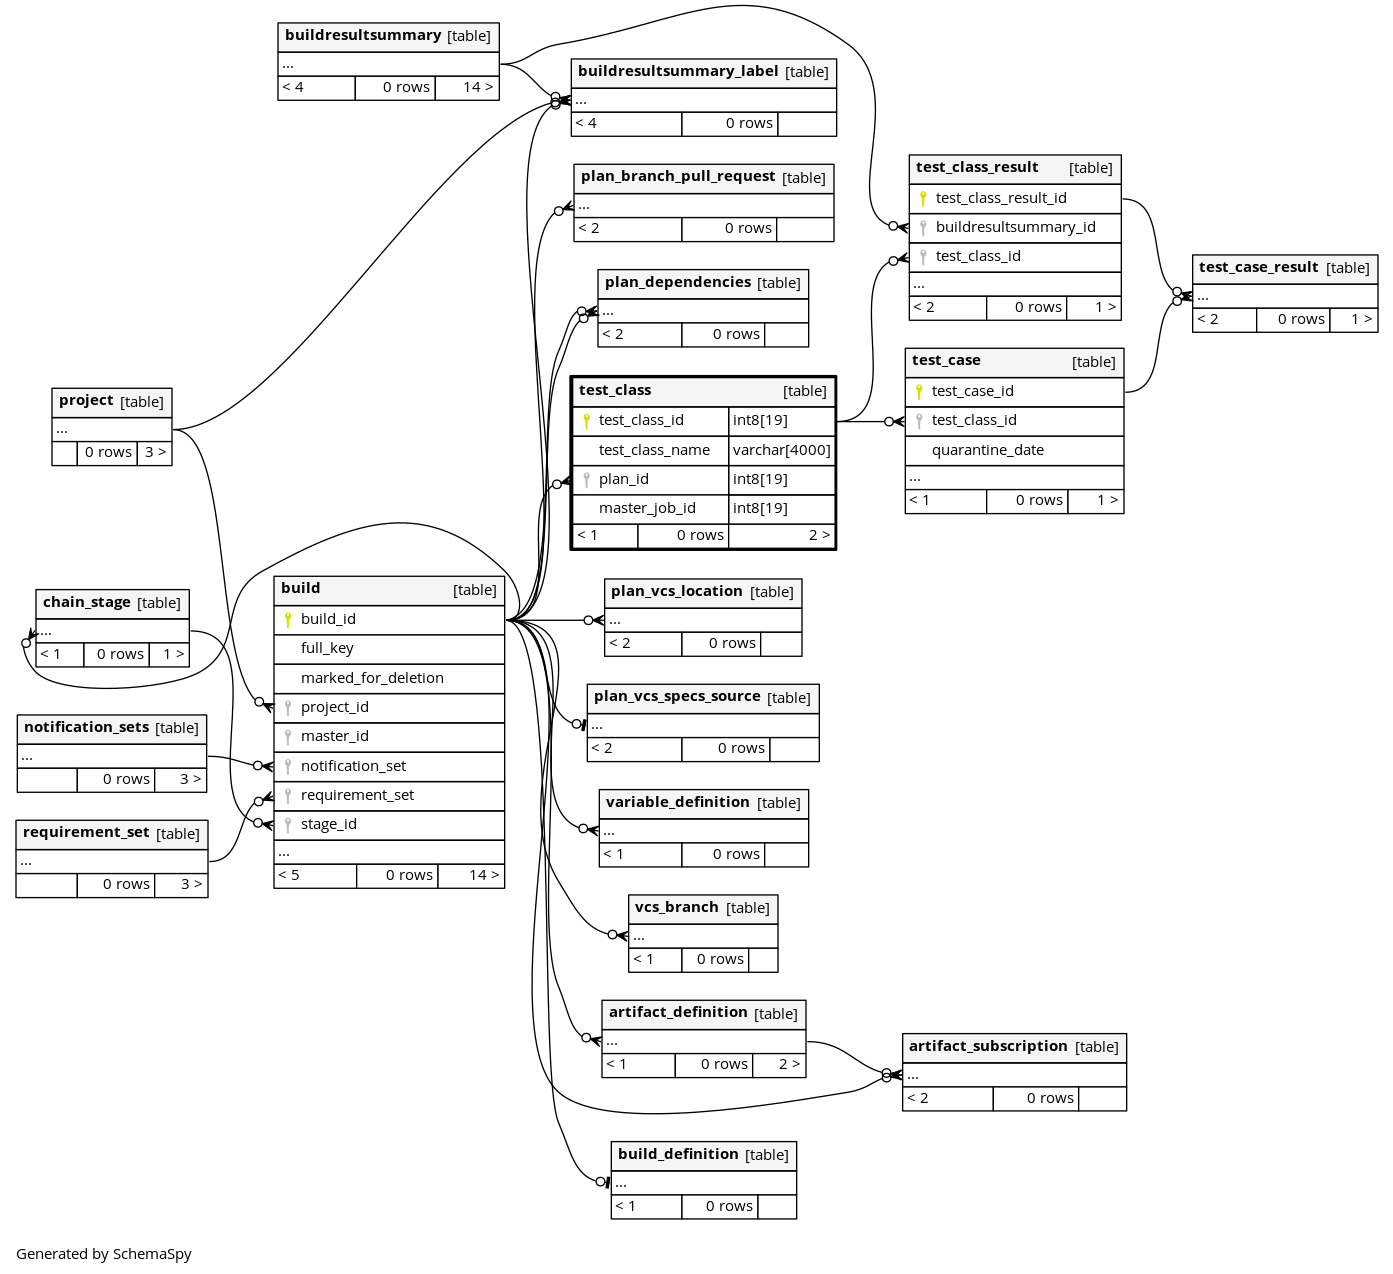 buildresultsummary [table]
...
< 4 0 rows 14 >
buildresultsummary_label [table]
...
< 4 0 rows
plan_branch_pull_request [table]
...
< 2 0 rows
plan_dependencies [table]
...
< 2 0 rows
test_class [table]
test_class_id int8[19]
test_class_name varchar[4000]
plan_id int8[19]
master_job_id int8[19]
< 1 0 rows 2 >
test_class_result [table]
test_class_result_id
buildresultsummary_id
test_class_id
...
< 2 0 rows 1 >
test_case_result [table]
...
< 2 0 rows 1 >
test_case [table]
test_case_id
test_class_id
quarantine_date
...
< 1 0 rows 1 >
project [table]
...
0 rows 3 >
chain_stage [table]
...
< 1 0 rows 1 >
notification_sets [table]
...
0 rows 3 >
requirement_set [table]
...
0 rows 3 >
build [table]
build_id
full_key
marked_for_deletion
project_id
master_id
notification_set
requirement_set
stage_id
...
< 5 0 rows 14 >
plan_vcs_location [table]
...
< 2 0 rows
plan_vcs_specs_source [table]
...
< 2 0 rows
variable_definition [table]
...
< 1 0 rows
vcs_branch [table]
...
< 1 0 rows
artifact_definition [table]
...
< 1 0 rows 2 >
artifact_subscription [table]
...
< 2 0 rows
build_definition [table]
...
< 1 0 rows
Generated by SchemaSpy